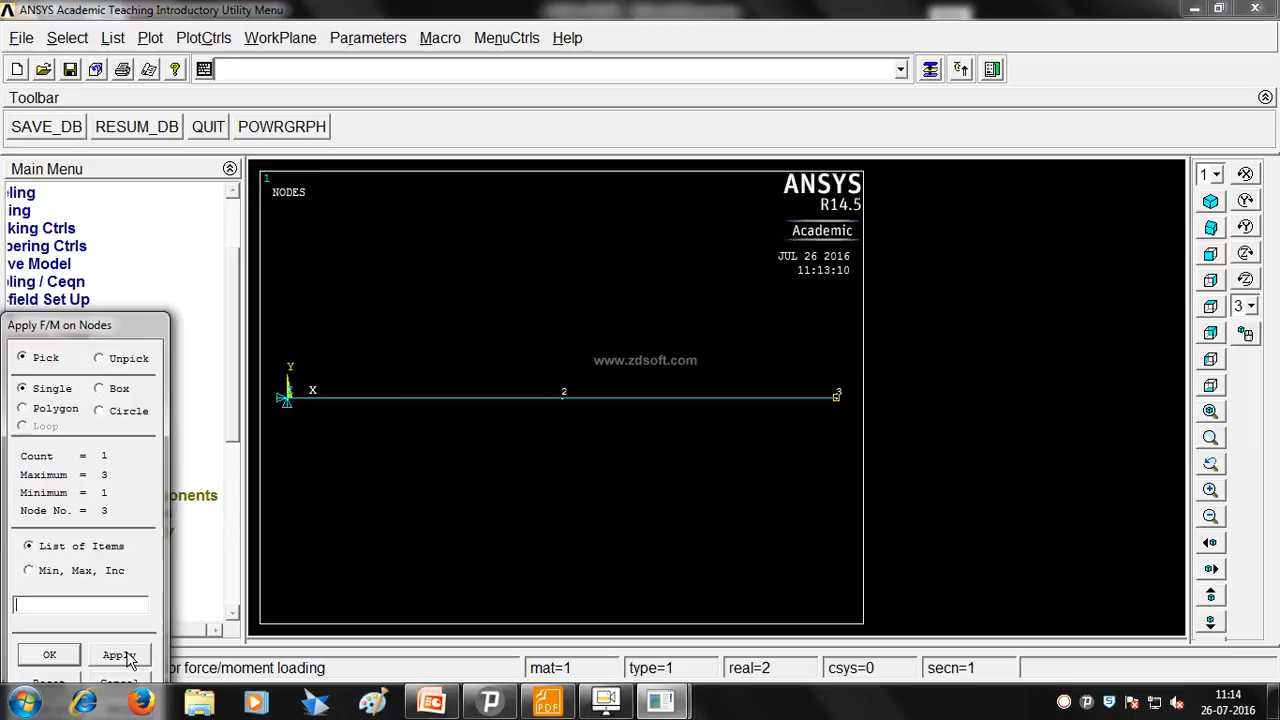 ANSYS Academic Teaching Introductory Utility Menu
File Select List Plot PlotCtrls WorkPlane Parameters Macro MenuCtrls Help
Toolbar
SAVE_DB RESUM_DB QUIT POWRGRPH
Main Menu
ling
ing
king Ctrls
bering Ctrls
ve Model
ling / Ceqn
field Set Up
onents
Apply F/M on Nodes
Pick Unpick
Single Box
Polygon Circle
Loop
Count = 1
Maximum = 3
Minimum = 1
Node No. = 3
List of Items
Min, Max, Inc
OK Apply
Reset Cancel
1
NODES
ANSYS
R14.5
Academic
JUL 26 2016
11:13:10
www.zdsoft.com
Y
X 2 3
1
3
or force/moment loading mat=1 type=1 real=2 csys=0 secn=1
11:14
26-07-2016